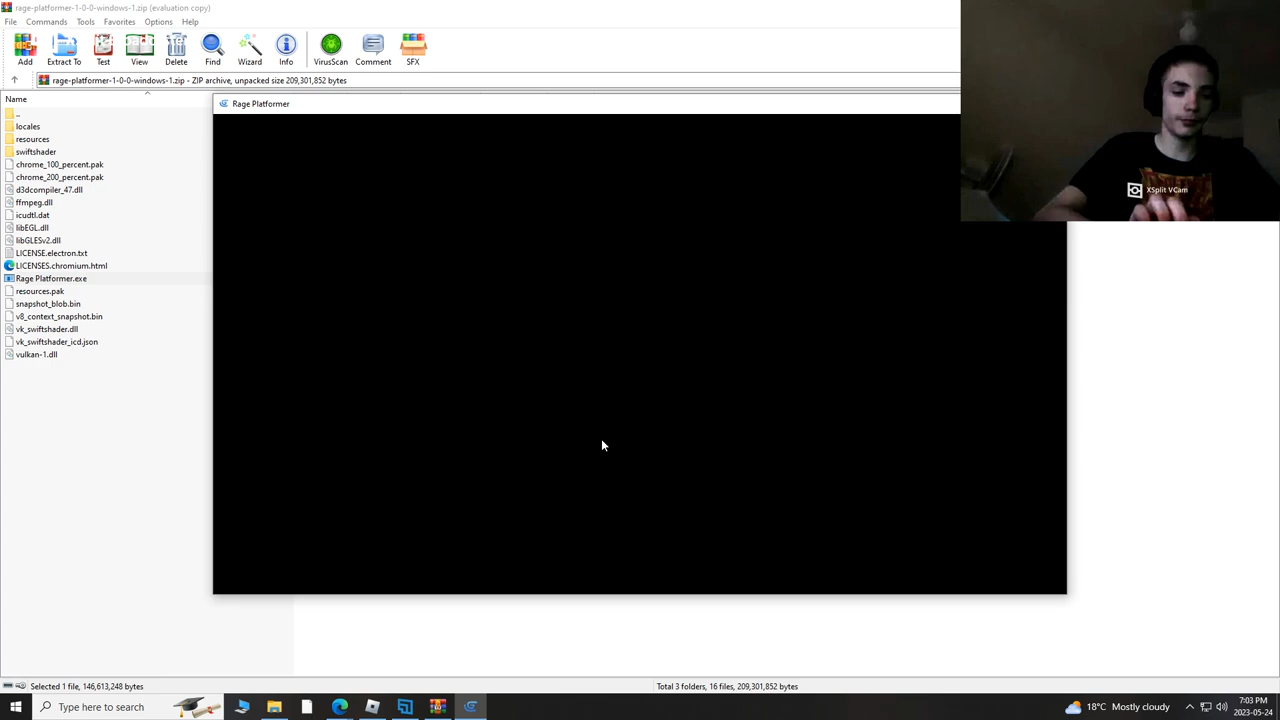 rage-platformer-1-0-0-windows-1.zip (evaluation copy)
File Commands Tools Favorites Options Help
Add Extract To Test View Delete Find Wizard Info VirusScan Comment SFX
rage-platformer-1-0-0-windows-1.zip - ZIP archive, unpacked size 209,301,852 bytes
Name
Rage Platformer
..
locales
resources
swiftshader
chrome_100_percent.pak
chrome_200_percent.pak
d3dcompiler_47.dll
ffmpeg.dll
icudtl.dat
libEGL.dll
libGLESv2.dll
LICENSE.electron.txt
LICENSES.chromium.html
Rage Platformer.exe
resources.pak
snapshot_blob.bin
v8_context_snapshot.bin
vk_swiftshader.dll
vk_swiftshader_icd.json
vulkan-1.dll
XSplit VCam
Selected 1 file, 146,613,248 bytes
Total 3 folders, 16 files, 209,301,852 bytes
Type here to search
18°C Mostly cloudy
7:03 PM
2023-05-24